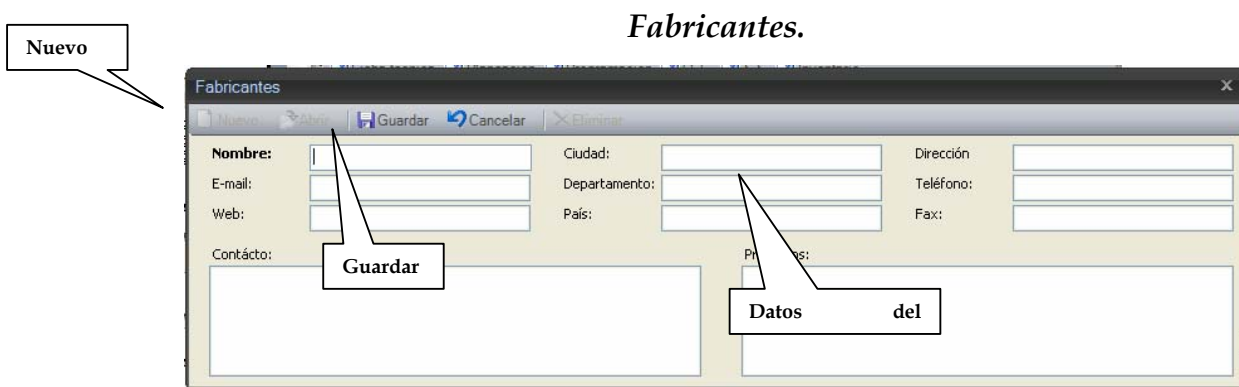 Fabricantes.
Nuevo
Fabricantes x
Nuevo Abrir Guardar Cancelar Eliminar
Nombre: Ciudad: Dirección
E-mail: Departamento: Teléfono:
Web: País: Fax:
Contácto:
Guardar
Datos del